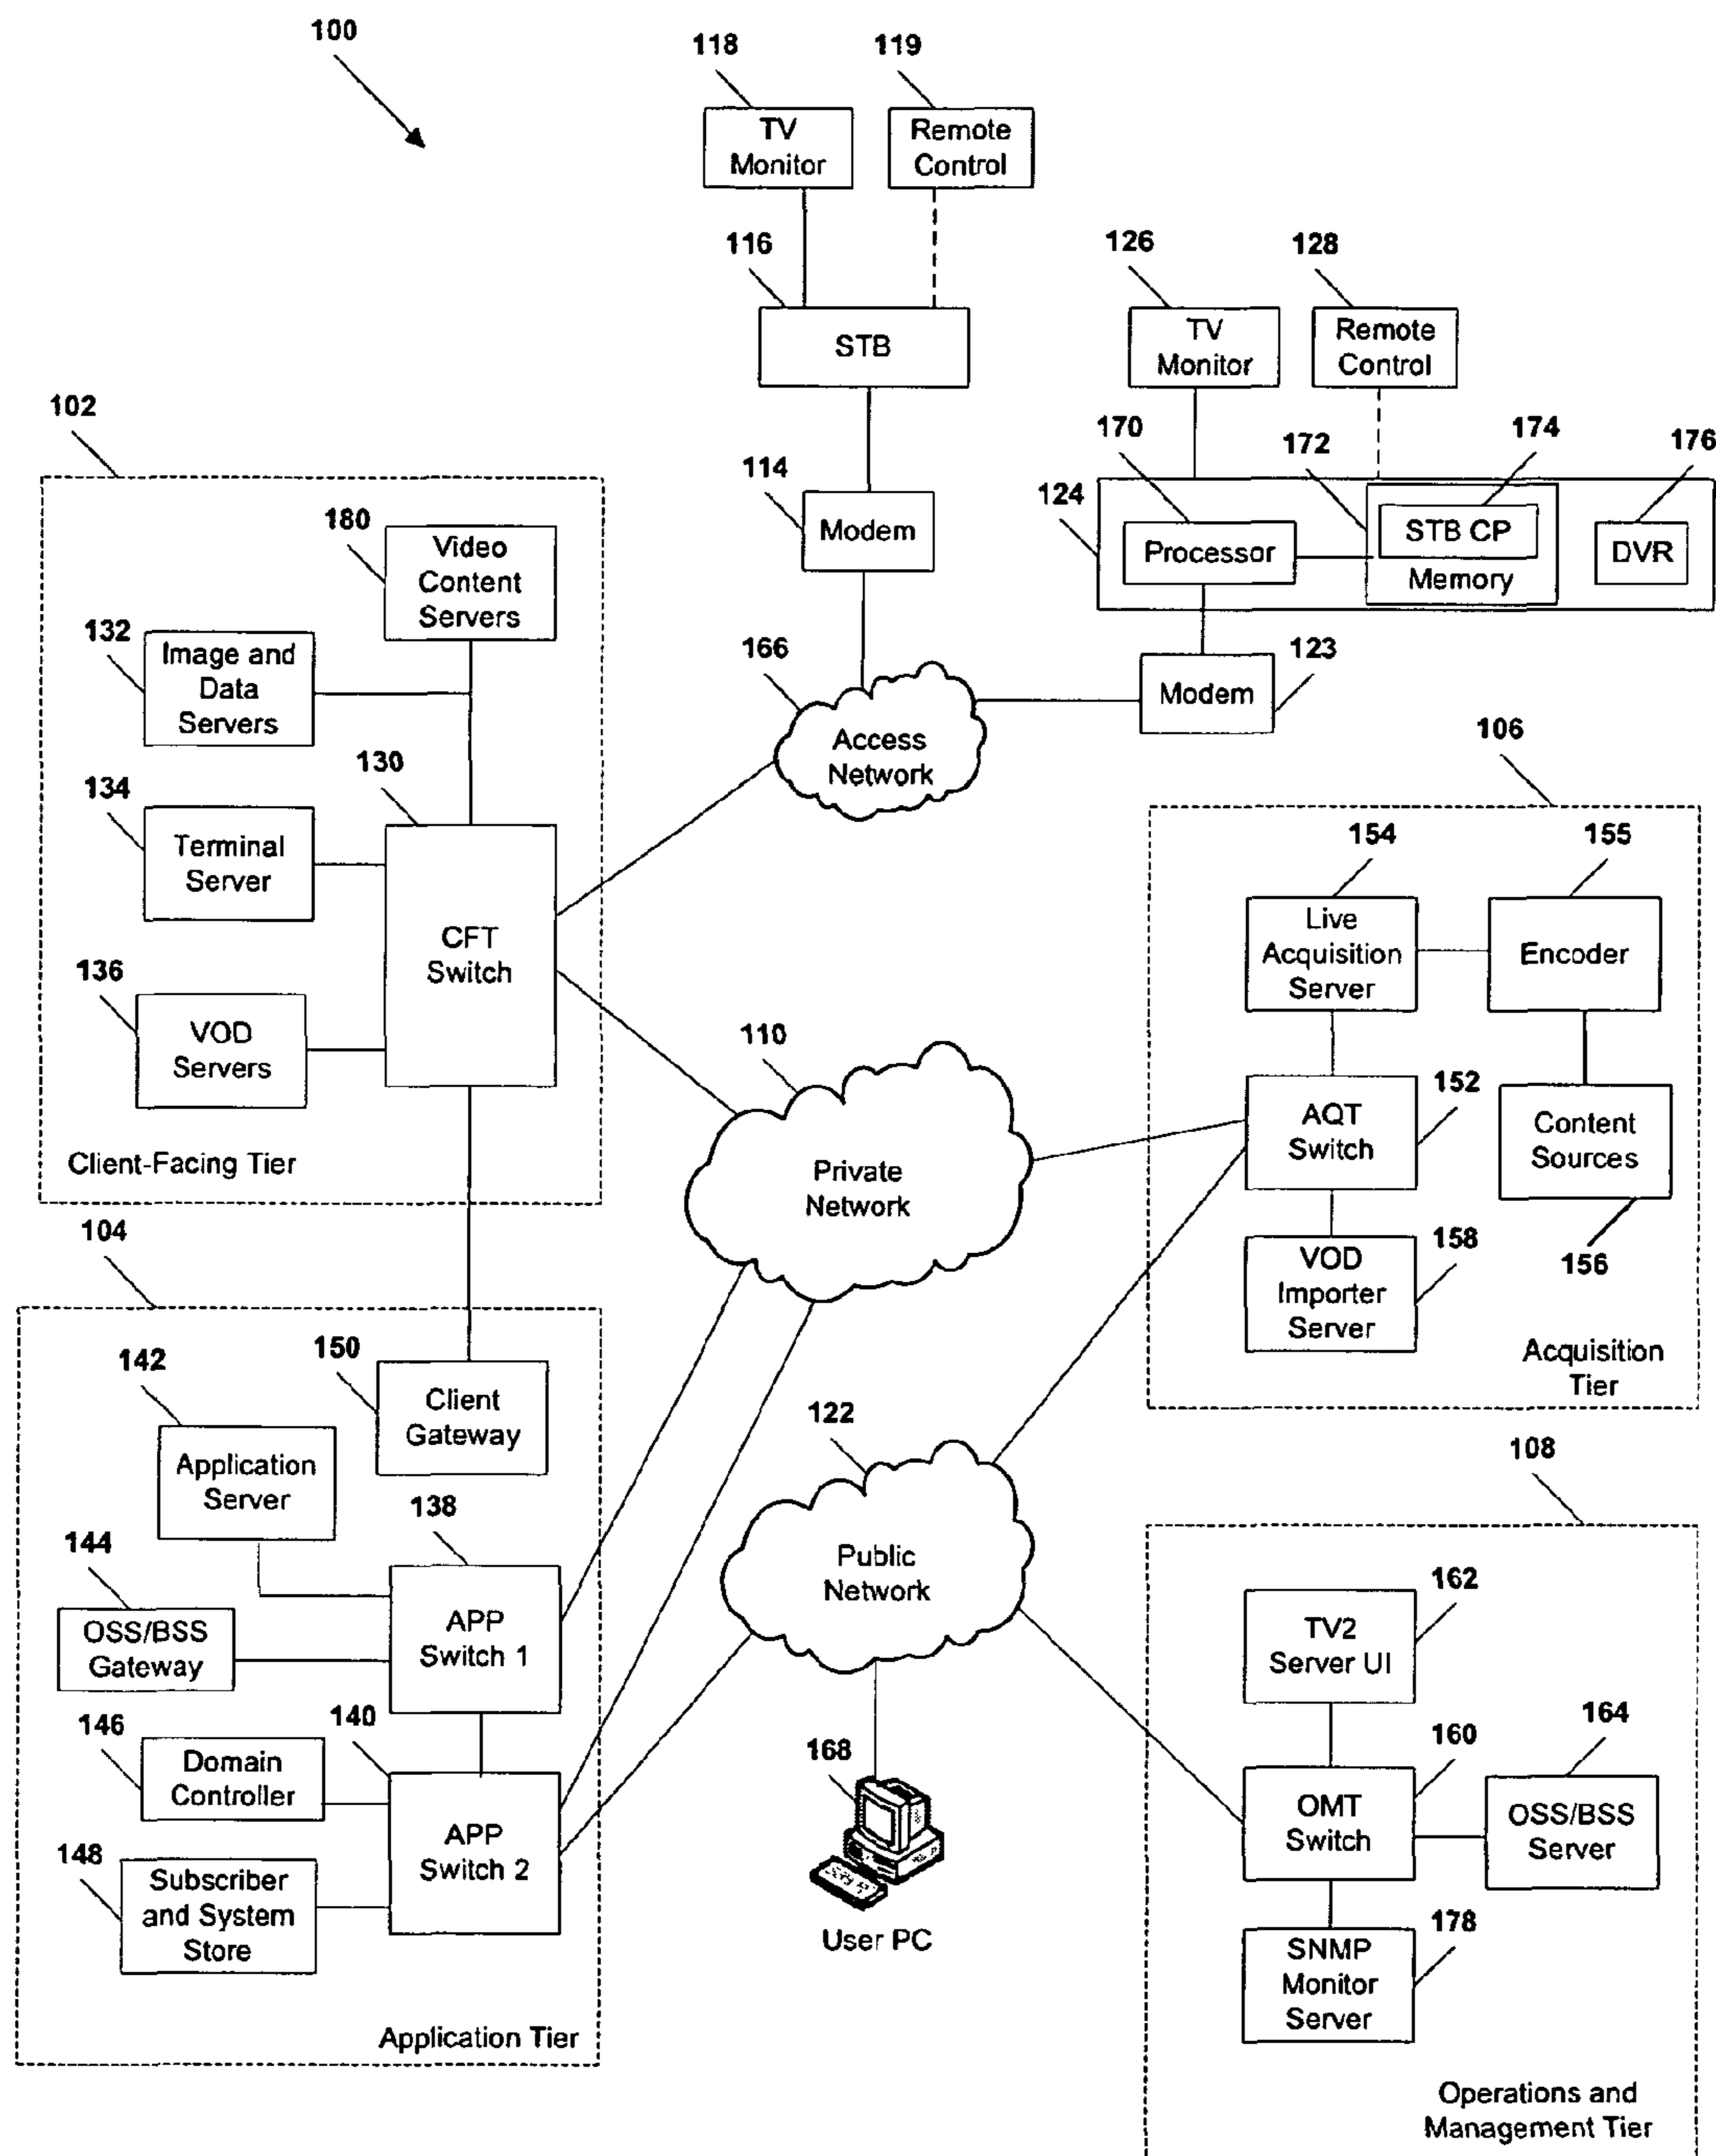 100
118
119
TV
Monitor
Remote
Control
116
STB
126
128
TV
Monitor
Remote
Control
102
114
Modem
170
172
174
176
124
Processor
STB CP
Memory
DVR
180
Video
Content
Servers
132
Image and
Data
Servers
166
Access
Network
Modem
123
134
Terminal
Server
130
CFT
Switch
136
VOD
Servers
Client-Facing Tier
106
154
155
Live
Acquisition
Server
Encoder
110
Private
Network
AQT
Switch
152
Content
Sources
156
VOD
Importer
Server
158
Acquisition
Tier
104
142
150
Client
Gateway
Application
Server
138
144
OSS/BSS
Gateway
APP
Switch 1
146
140
Domain
Controller
APP
Switch 2
148
Subscriber
and System
Store
Application Tier
122
Public
Network
168
User PC
108
162
TV2
Server UI
160
164
OMT
Switch
OSS/BSS
Server
178
SNMP
Monitor
Server
Operations and
Management Tier